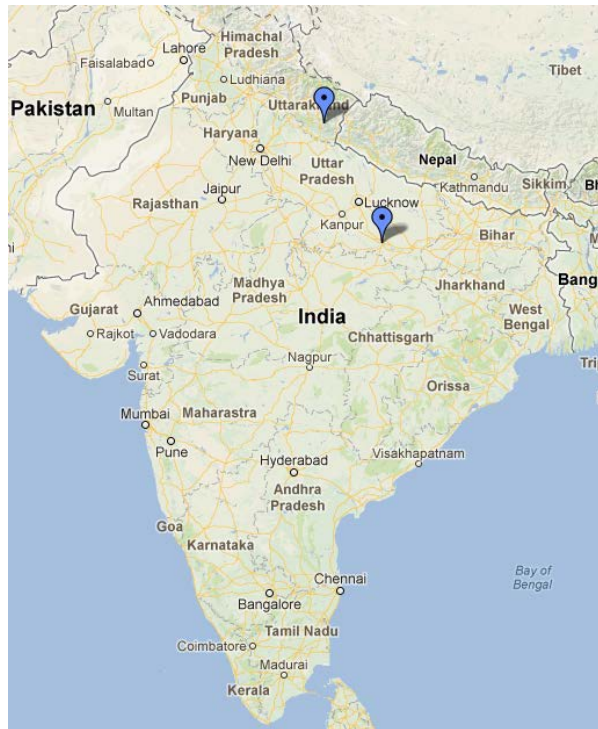 Himachal
Pradesh
Lahore
Faisalabad
Tibet
Ludhiana
Punjab
Uttarakhand
Pakistan
Multan
Haryana
New Delhi
Uttar
Pradesh
Nepal
Kathmandu
Sikkim
Bh
Jaipur
Rajasthan
Lucknow
Kanpur
Bihar
M
Madhya
Pradesh
Jharkhand
Bang
Gujarat
Ahmedabad
India
West
Bengal
Rajkot
Vadodara
Chhattisgarh
Nagpur
Tri
Surat
Orissa
Mumbai
Maharastra
Pune
Visakhapatnam
Hyderabad
Andhra
Pradesh
Goa
Karnataka
Bay of
Bengal
Chennai
Bangalore
Tamil Nadu
Coimbatore
Madurai
Kerala